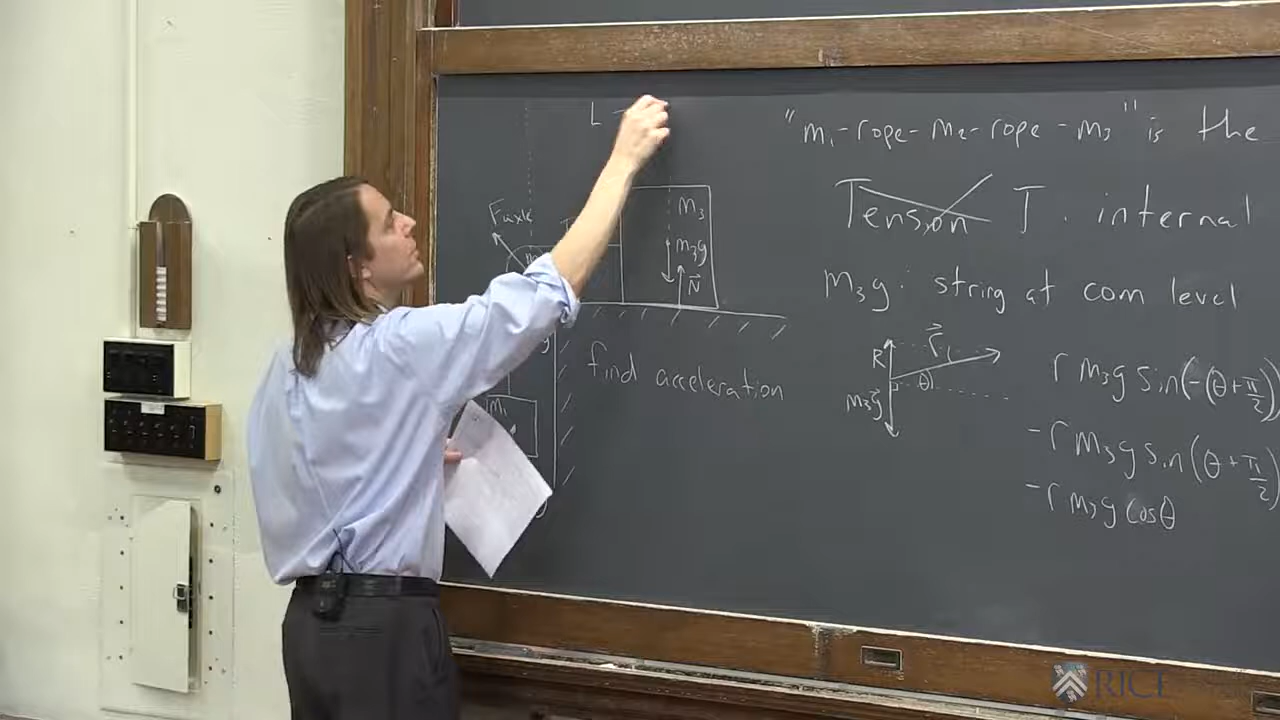 L
"m₁-rope-m₂-rope-m₃" is the
Faxle
m₃
m₃g
N⃗
Tension T : internal
m₃g : string at com level
find acceleration
R
r⃗
θ
m₃g⃗
m₁
r m₃g sin(-(θ+π/2))
-r m₃g sin(θ+π/2)
-r m₃g cosθ
RICE